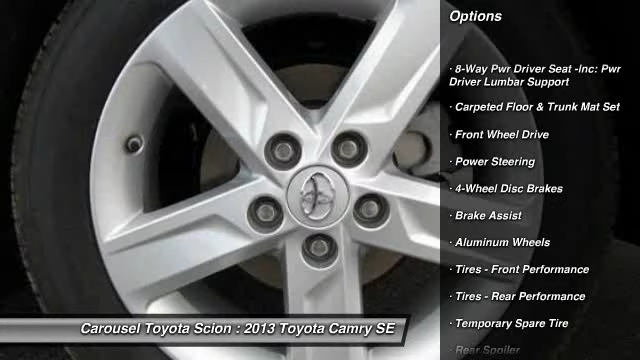 Options
· 8-Way Pwr Driver Seat -Inc: Pwr
Driver Lumbar Support
· Carpeted Floor & Trunk Mat Set
· Front Wheel Drive
· Power Steering
· 4-Wheel Disc Brakes
· Brake Assist
· Aluminum Wheels
· Tires - Front Performance
· Tires - Rear Performance
· Temporary Spare Tire
· Rear Spoiler
Carousel Toyota Scion : 2013 Toyota Camry SE